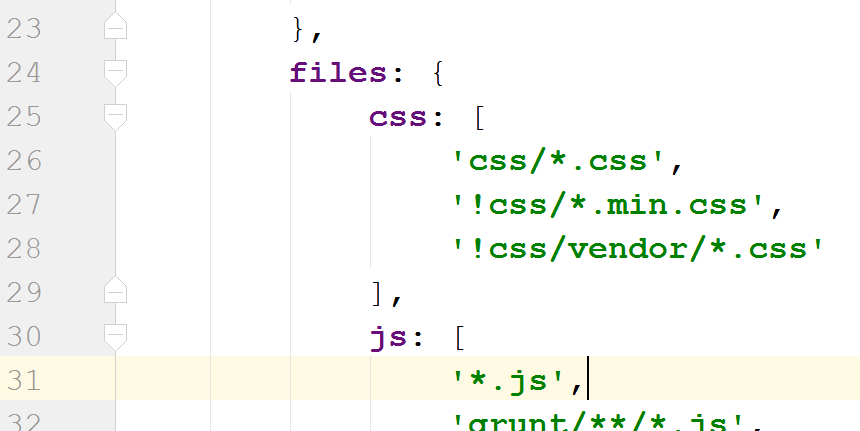 23 },
24 files: {
25 css: [
26 'css/*.css',
27 '!css/*.min.css',
28 '!css/vendor/*.css'
29 ],
30 js: [
31 '*.js',
32 'grunt/**/*.js',